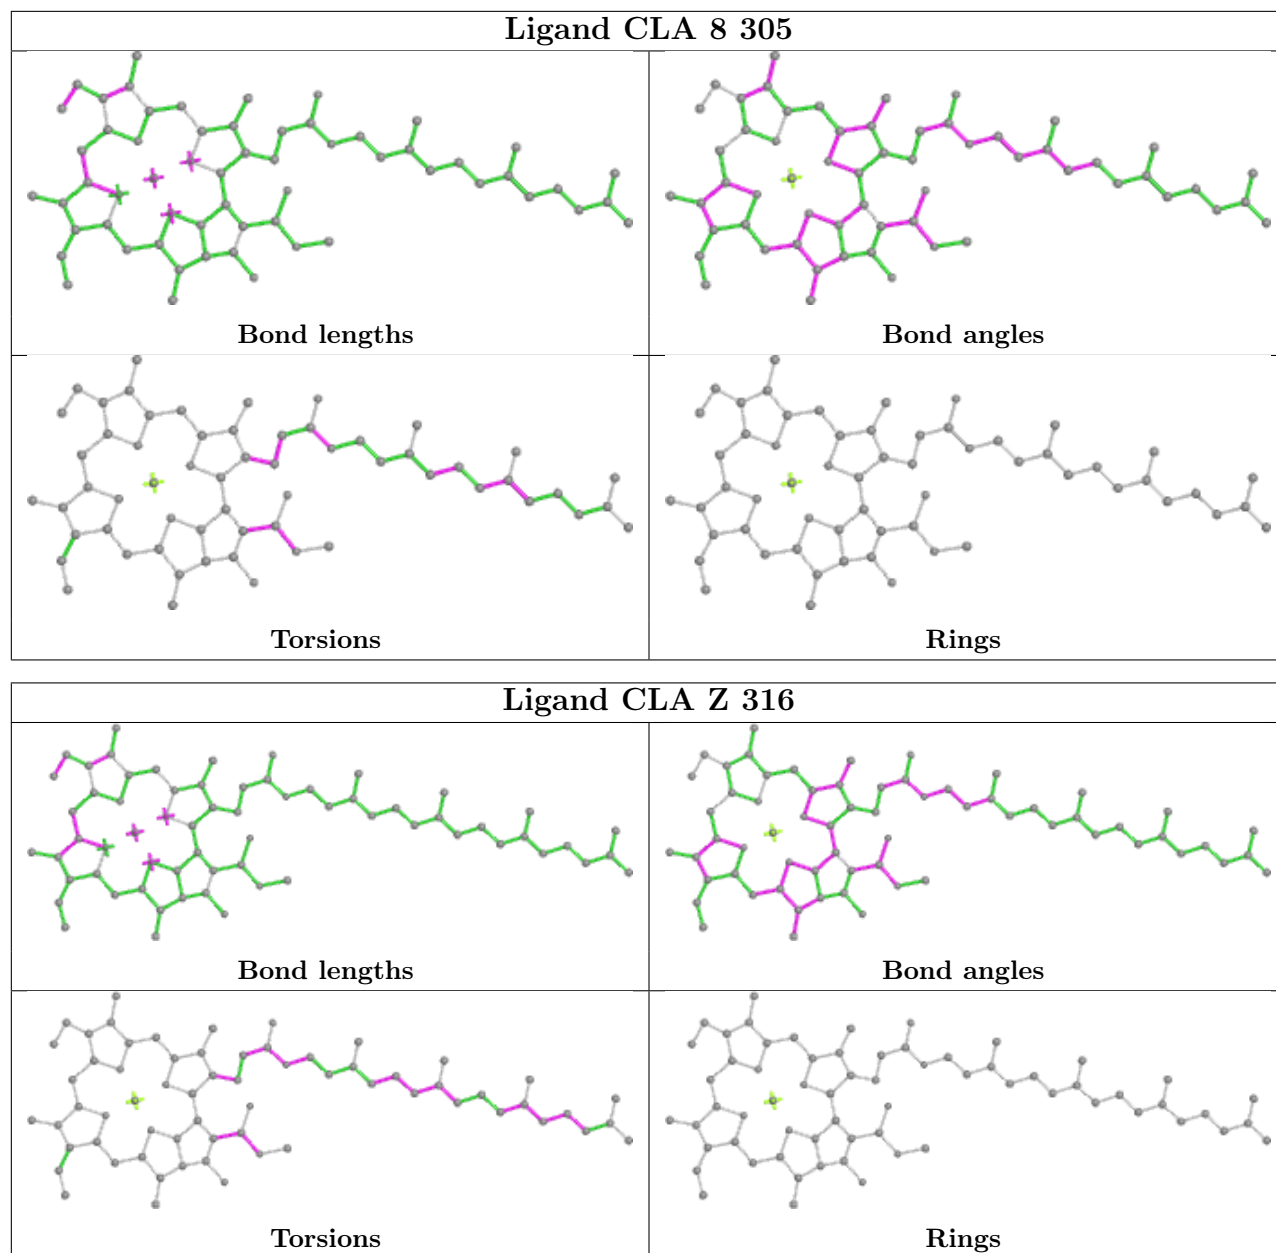 Ligand CLA 8 305
Bond lengths
Bond angles
Torsions
Rings
Ligand CLA Z 316
Bond lengths
Bond angles
Torsions
Rings